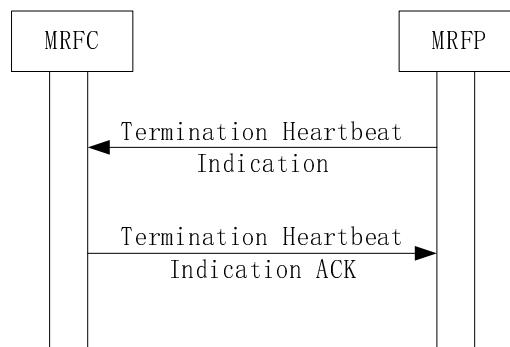 MRFC
MRFP
Termination Heartbeat
Indication
Termination Heartbeat
Indication ACK